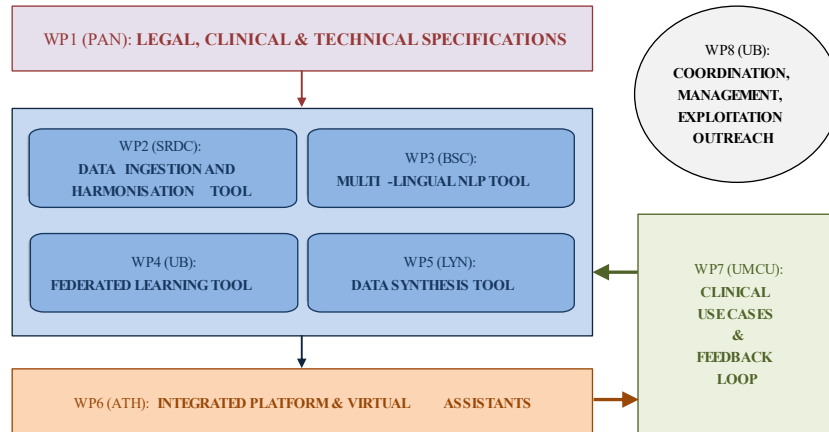 WP1 (PAN): LEGAL, CLINICAL & TECHNICAL SPECIFICATIONS
WP8 (UB):
COORDINATION,
MANAGEMENT,
EXPLOITATION
OUTREACH
WP2 (SRDC):
DATA INGESTION AND
HARMONISATION TOOL
WP3 (BSC):
MULTI -LINGUAL NLP TOOL
WP4 (UB):
FEDERATED LEARNING TOOL
WP5 (LYN):
DATA SYNTHESIS TOOL
WP7 (UMCU):
CLINICAL
USE CASES
&
FEEDBACK
LOOP
WP6 (ATH): INTEGRATED PLATFORM & VIRTUAL ASSISTANTS